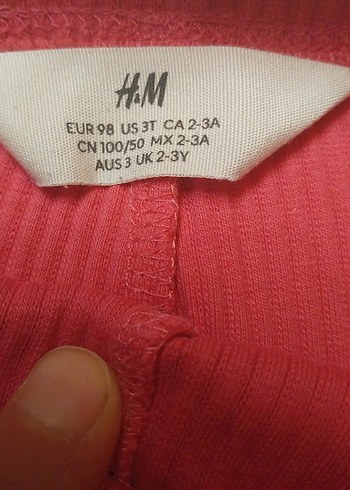 H&M
EUR 98 US 3T CA 2-3A
CN 100/50 MX 2-3A
AUS 3 UK 2-3Y